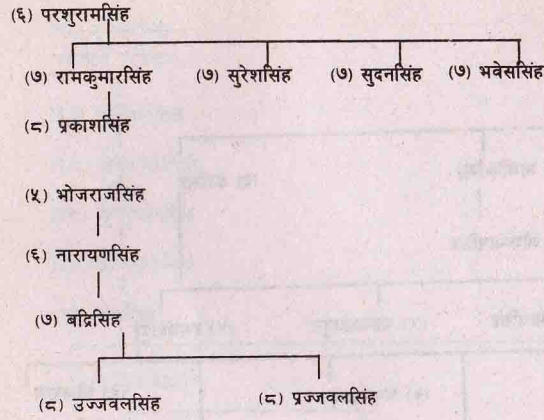 (६) परशुरामसिंह
(७) रामकुमारसिंह (७) सुरेशसिंह (७) सुदनसिंह (७) भवेससिंह
(८) प्रकाशसिंह
(५) भोजराजसिंह
(६) नारायणसिंह
(७) बद्रिसिंह
(८) उज्जवलसिंह (८) प्रज्जवलसिंह